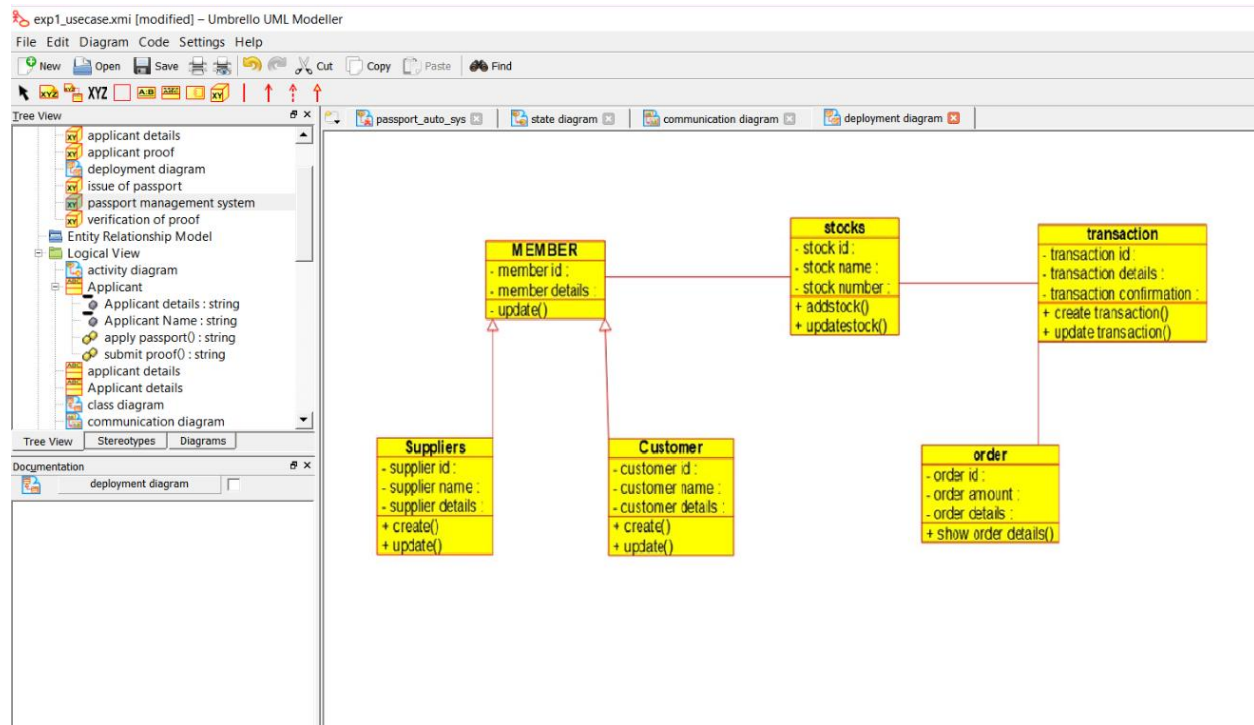 exp1_usecase.xmi [modified] – Umbrello UML Modeller
File Edit Diagram Code Settings Help
New Open Save Cut Copy Paste Find
XYZ XYZ A:B
Tree View
passport_auto_sys state diagram communication diagram deployment diagram
applicant details
applicant proof
deployment diagram
issue of passport
passport management system
verification of proof
Entity Relationship Model
Logical View
activity diagram
Applicant
Applicant details : string
Applicant Name : string
apply passport() : string
submit proof() : string
applicant details
Applicant details
class diagram
communication diagram
Tree View Stereotypes Diagrams
Documentation
deployment diagram
MEMBER
- member id :
- member details :
- update()
stocks
- stock id :
- stock name :
- stock number :
+ addstock()
+ updatestock()
transaction
- transaction id :
- transaction details :
- transaction confirmation :
+ create transaction()
+ update transaction()
Suppliers
- supplier id :
- supplier name :
- supplier details :
+ create()
+ update()
Customer
- customer id :
- customer name :
- customer details :
+ create()
+ update()
order
- order id :
- order amount :
- order details :
+ show order details()